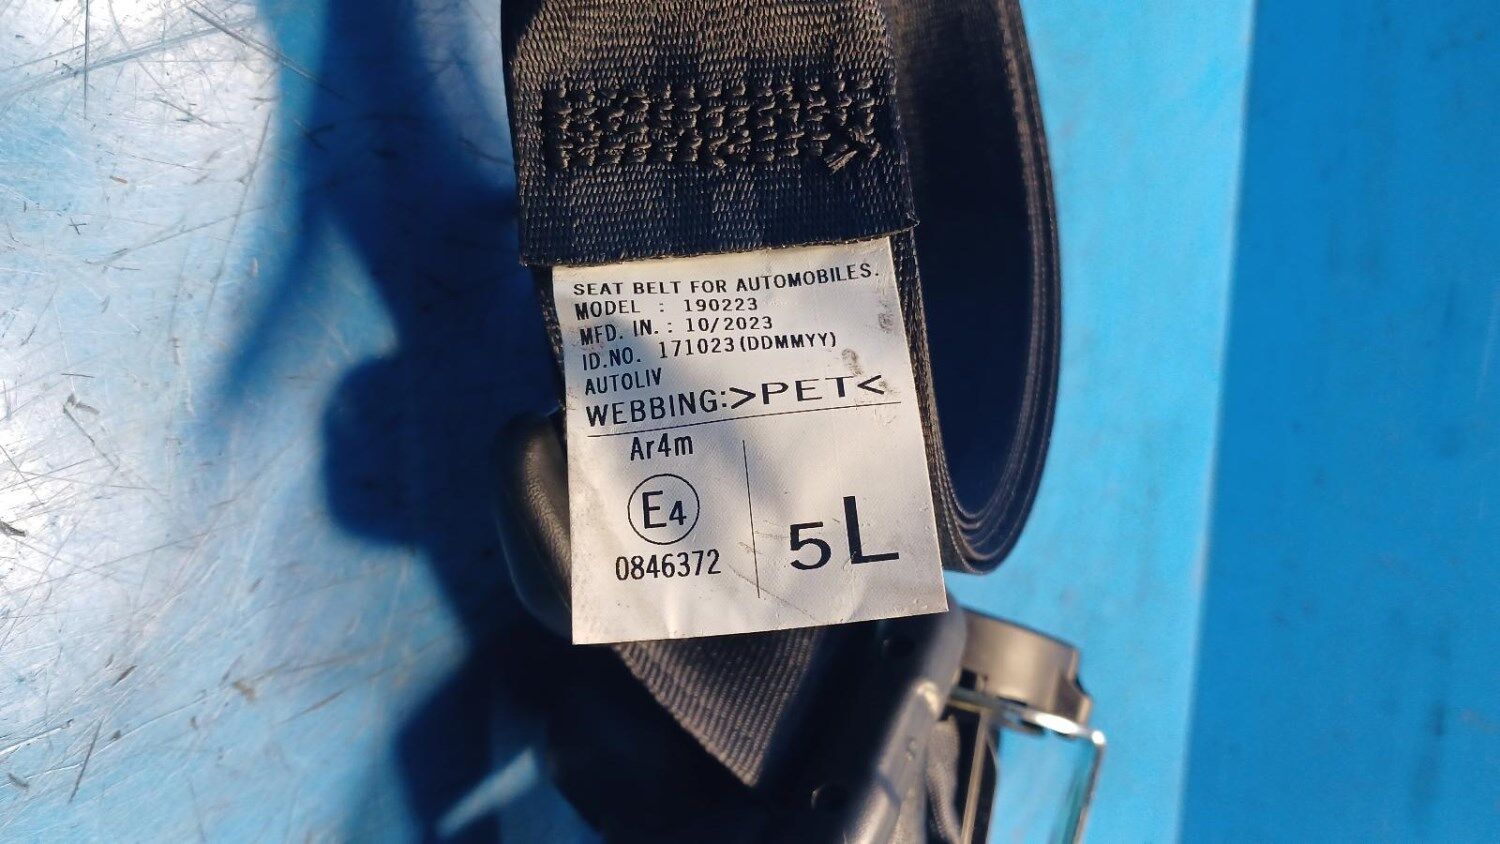 SEAT BELT FOR AUTOMOBILES.
MODEL : 190223
MFD. IN. : 10/2023
ID.NO. 171023(DDMMYY)
AUTOLIV
WEBBING:>PET<
Ar4m
E4
0846372
5L